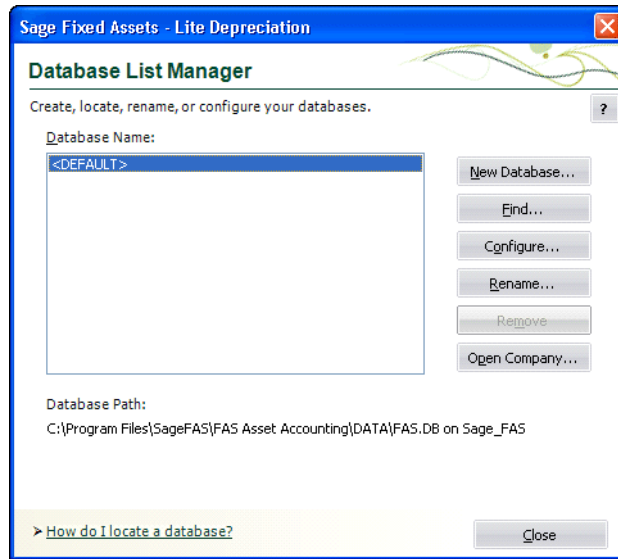 Sage Fixed Assets - Lite Depreciation
Database List Manager
Create, locate, rename, or configure your databases.
?
Database Name:
<DEFAULT>
New Database...
Find...
Configure...
Rename...
Remove
Open Company...
Database Path:
C:\Program Files\SageFAS\FAS Asset Accounting\DATA\FAS.DB on Sage_FAS
How do I locate a database?
Close